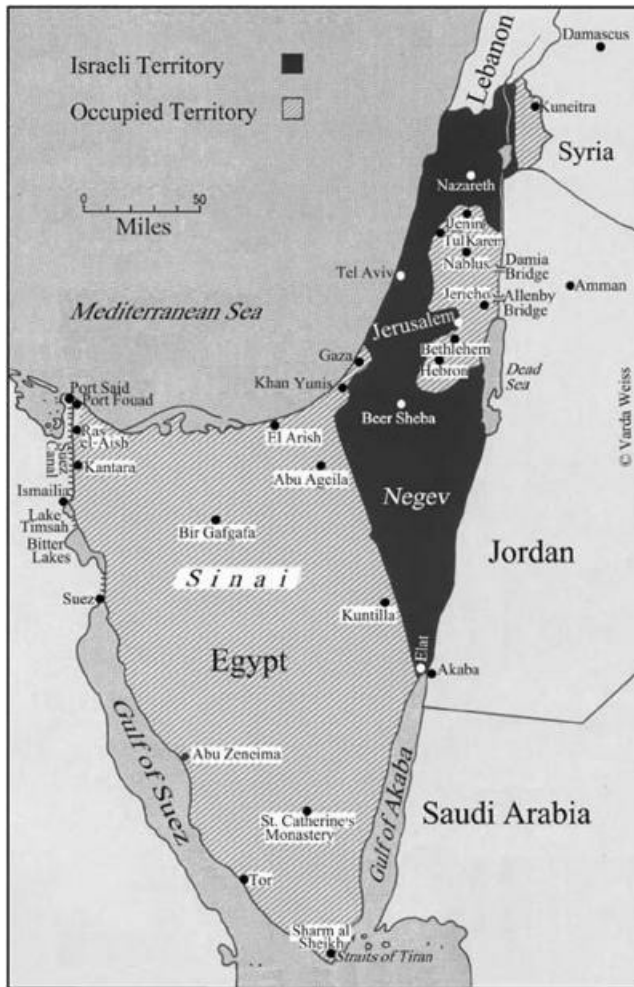 Israeli Territory
Occupied Territory
0
50
Miles
Mediterranean Sea
Lebanon
Damascus
Kuneitra
Syria
Nazareth
Jenin
Tul Karem
Nablus
Damia
Bridge
Tel Aviv
Jericho
Allenby
Bridge
Amman
Jerusalem
Bethlehem
Hebron
Dead
Sea
Gaza
Khan Yunis
Beer Sheba
Port Said
Port Fouad
Ras
el-Aish
Suez
Canal
Kantara
El Arish
Abu Ageila
Ismailia
Lake
Timsah
Bitter
Lakes
Bir Gafgafa
Negev
Jordan
Sinai
Suez
Kuntilla
Egypt
Elat
Akaba
Gulf of Suez
Abu Zeneima
St. Catherine's
Monastery
Gulf of Akaba
Saudi Arabia
Tor
Sharm al
Sheikh
Straits of Tiran
© Varda Weiss